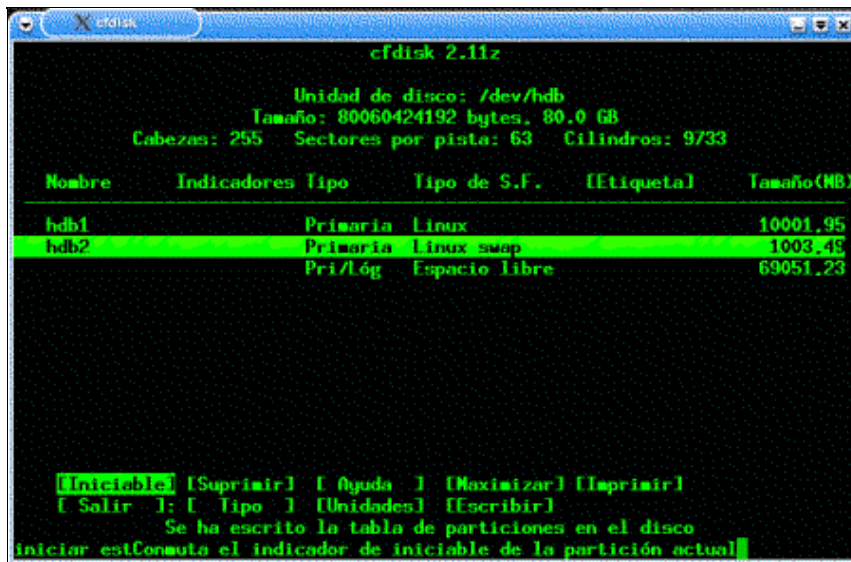 cfdisk
cfdisk 2.11z
Unidad de disco: /dev/hdb
Tamaño: 80060424192 bytes, 80.0 GB
Cabezas: 255 Sectores por pista: 63 Cilindros: 9733
Nombre Indicadores Tipo Tipo de S.F. [Etiqueta] Tamaño(MB)
hdb1 Primaria Linux 10001.95
hdb2 Primaria Linux swap 1003.49
Pri/Lóg Espacio libre 69051.23
[Iniciable] [Suprimir] [ Ayuda ] [Maximizar] [Imprimir]
[ Salir ]: [ Tipo ] [Unidades] [Escribir]
Se ha escrito la tabla de particiones en el disco
iniciar estConmuta el indicador de iniciable de la partición actual